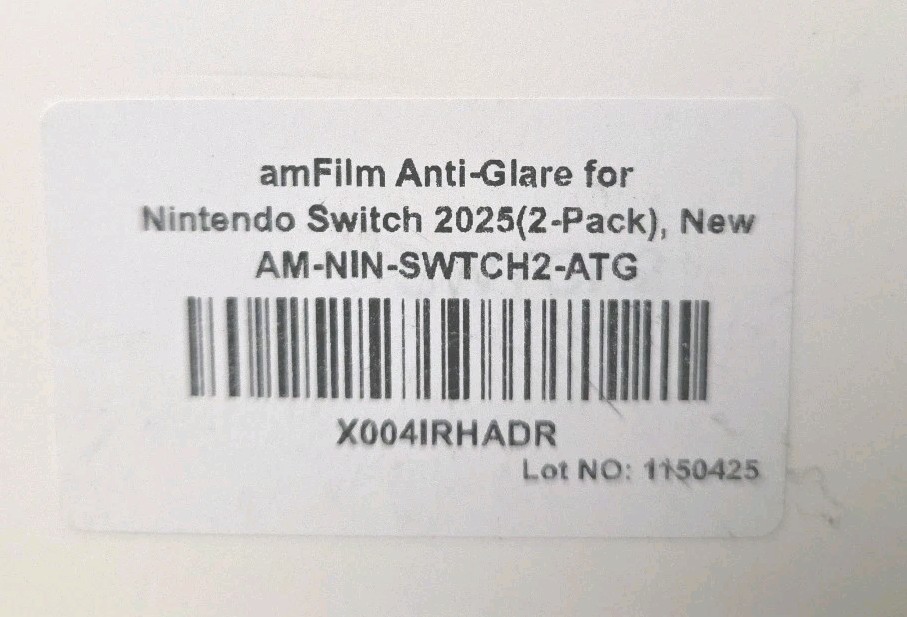 amFilm Anti-Glare for
Nintendo Switch 2025(2-Pack), New
AM-NIN-SWTCH2-ATG
X004IRHADR
Lot NO: 1150425